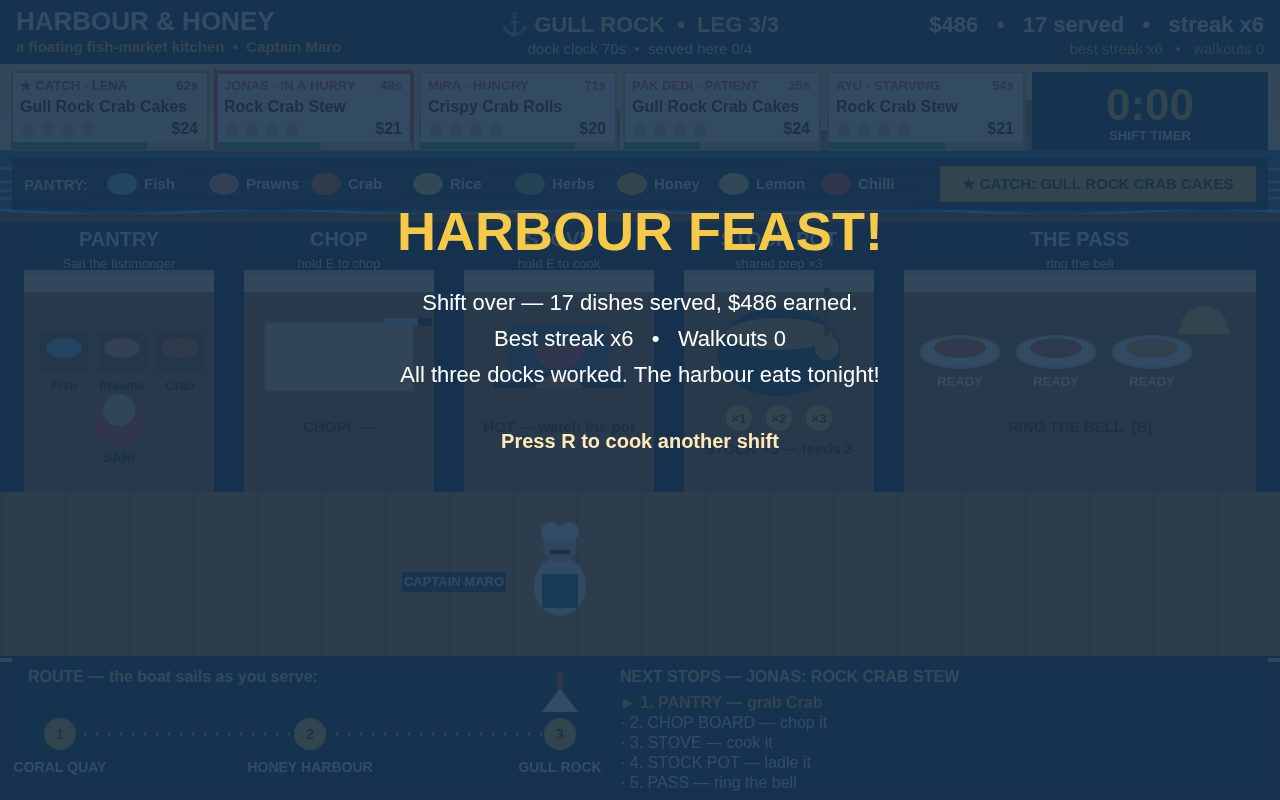 HARBOUR & HONEY
a floating fish-market kitchen • Captain Maro
⚓ GULL ROCK • LEG 3/3
dock clock 70s • served here 0/4
$486 • 17 served • streak x6
best streak x6 • walkouts 0
★ CATCH · LENA 62s
Gull Rock Crab Cakes
$24
JONAS · IN A HURRY 48s
Rock Crab Stew
$21
MIRA · HUNGRY 71s
Crispy Crab Rolls
$20
PAK DEDI · PATIENT 35s
Gull Rock Crab Cakes
$24
AYU · STARVING 54s
Rock Crab Stew
$21
0:00
SHIFT TIMER
PANTRY: Fish Prawns Crab Rice Herbs Honey Lemon Chilli
★ CATCH: GULL ROCK CRAB CAKES
HARBOUR FEAST!
PANTRY
Sari the fishmonger
CHOP
hold E to chop
STOVE
hold E to cook
STOCK POT
shared prep ×3
THE PASS
ring the bell
Shift over — 17 dishes served, $486 earned.
Best streak x6 • Walkouts 0
All three docks worked. The harbour eats tonight!
Press R to cook another shift
Fish Prawns Crab
SARI
CHOP! —
HOT — watch the pot
×1 ×2 ×3
STOCK ×3 — feeds 3
READY READY READY
RING THE BELL [B]
CAPTAIN MARO
ROUTE — the boat sails as you serve:
1 2 3
CORAL QUAY HONEY HARBOUR GULL ROCK
NEXT STOPS — JONAS: ROCK CRAB STEW
► 1. PANTRY — grab Crab
· 2. CHOP BOARD — chop it
· 3. STOVE — cook it
· 4. STOCK POT — ladle it
· 5. PASS — ring the bell